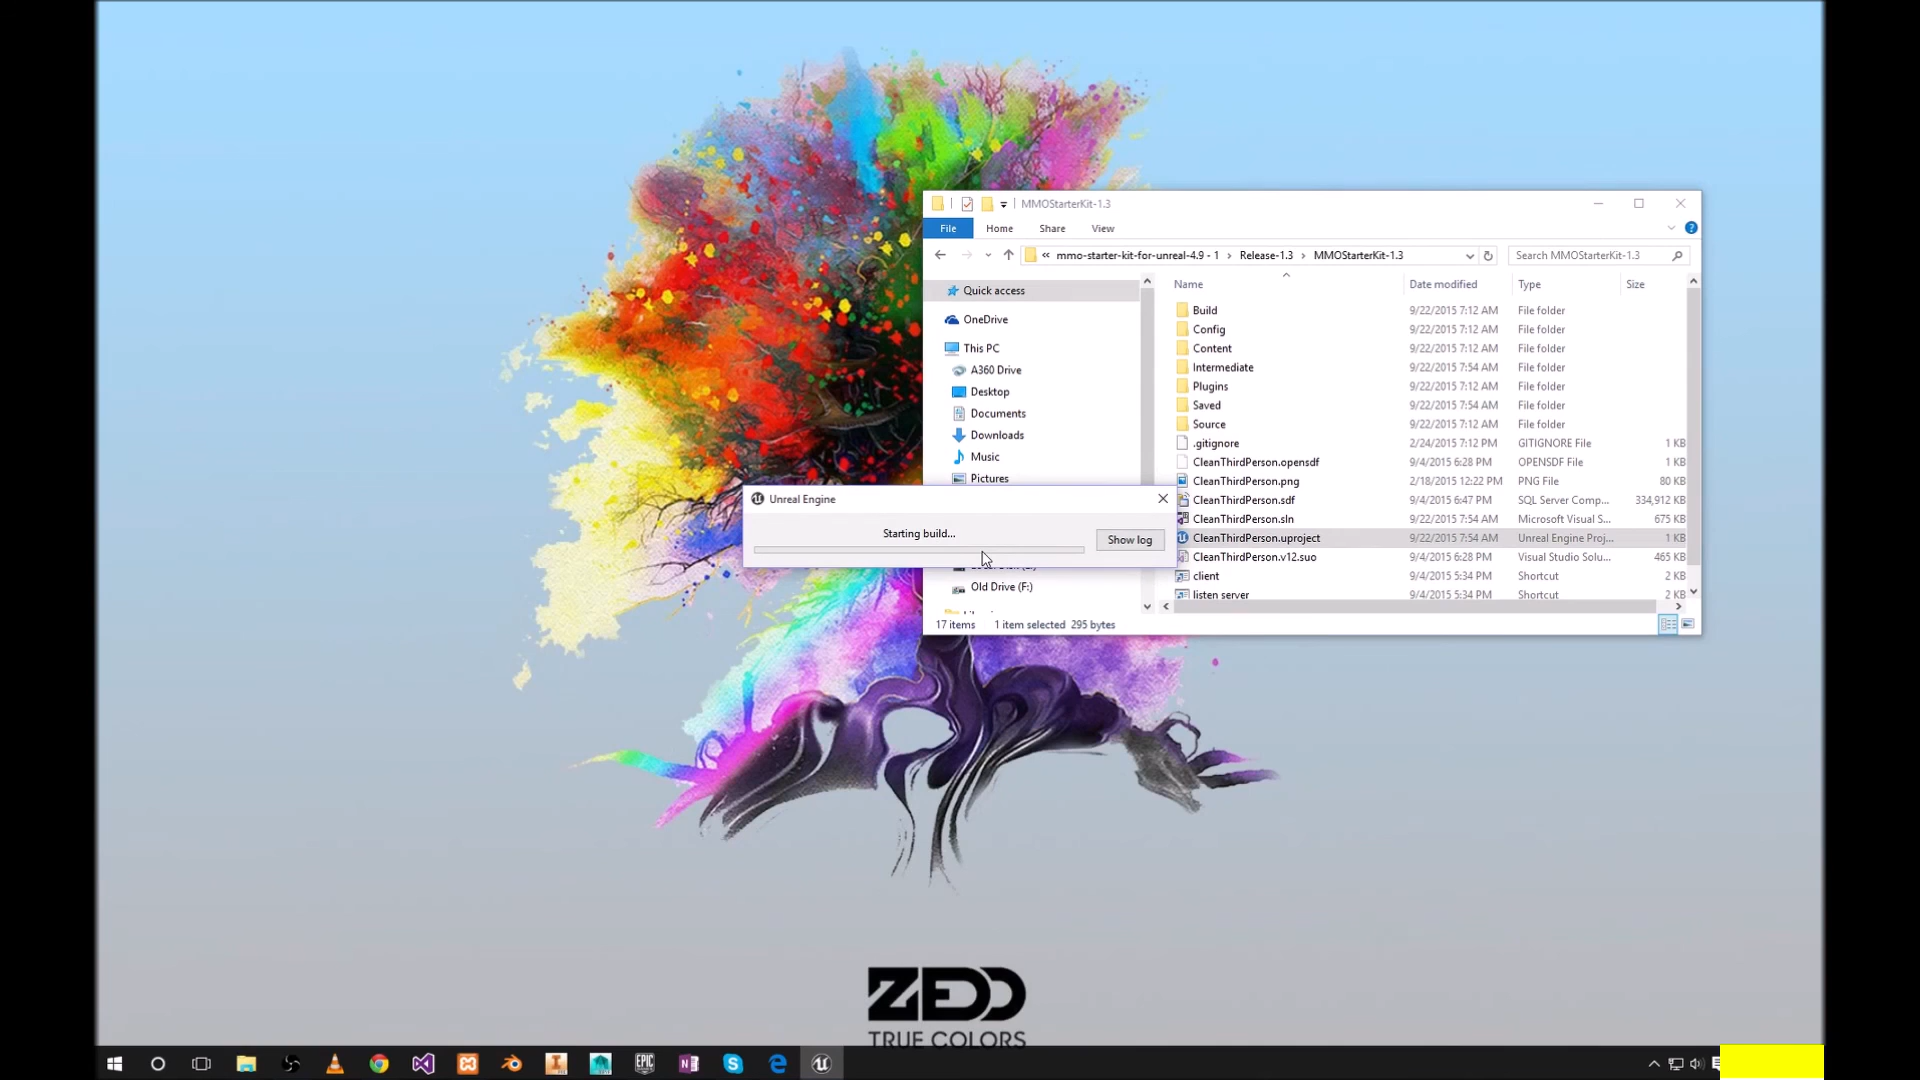 MMOStarterKit-1.3
File Home Share View
« mmo-starter-kit-for-unreal-4.9 - 1 › Release-1.3 › MMOStarterKit-1.3
Search MMOStarterKit-1.3
Quick access
OneDrive
This PC
A360 Drive
Desktop
Documents
Downloads
Music
Pictures
Old Drive (F:)
Name Date modified Type Size
Build 9/22/2015 7:12 AM File folder
Config 9/22/2015 7:12 AM File folder
Content 9/22/2015 7:12 AM File folder
Intermediate 9/22/2015 7:54 AM File folder
Plugins 9/22/2015 7:12 AM File folder
Saved 9/22/2015 7:54 AM File folder
Source 9/22/2015 7:12 AM File folder
.gitignore 2/24/2015 7:12 PM GITIGNORE File 1 KB
CleanThirdPerson.opensdf 9/4/2015 6:28 PM OPENSDF File 1 KB
CleanThirdPerson.png 2/18/2015 12:22 PM PNG File 80 KB
CleanThirdPerson.sdf 9/4/2015 6:47 PM SQL Server Comp... 334,912 KB
CleanThirdPerson.sln 9/22/2015 7:54 AM Microsoft Visual S... 675 KB
CleanThirdPerson.uproject 9/22/2015 7:54 AM Unreal Engine Proj... 1 KB
CleanThirdPerson.v12.suo 9/4/2015 6:28 PM Visual Studio Solu... 465 KB
client 9/4/2015 5:34 PM Shortcut 2 KB
listen server 9/4/2015 5:34 PM Shortcut 2 KB
17 items 1 item selected 295 bytes
Unreal Engine
Starting build...
Show log
ZEDD
TRUE COLORS
EPIC
GAMES